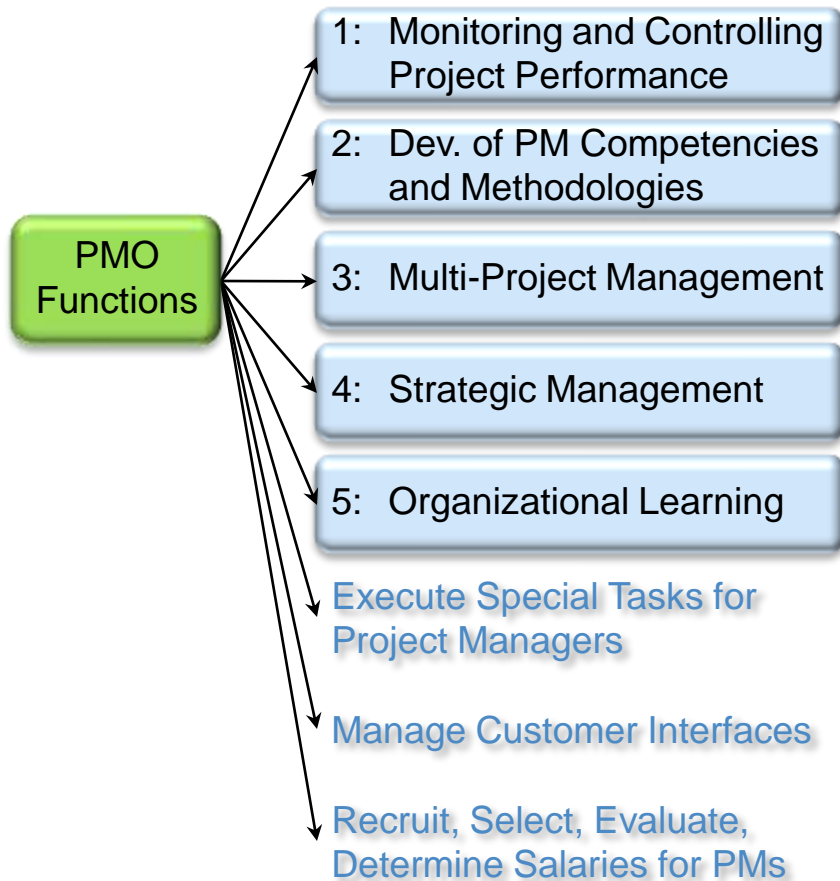 PMO
Functions
1: Monitoring and Controlling
Project Performance
2: Dev. of PM Competencies
and Methodologies
3: Multi-Project Management
4: Strategic Management
5: Organizational Learning
Execute Special Tasks for
Project Managers
Manage Customer Interfaces
Recruit, Select, Evaluate,
Determine Salaries for PMs